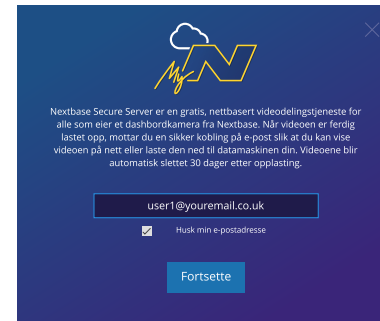 My N
Nextbase Secure Server er en gratis, nettbasert videodelingstjeneste for
alle som eier et dashbordkamera fra Nextbase. Når videoen er ferdig
lastet opp, mottar du en sikker kobling på e-post slik at du kan vise
videoen på nett eller laste den ned til datamaskinen din. Videoene blir
automatisk slettet 30 dager etter opplasting.
user1@youremail.co.uk
Husk min e-postadresse
Fortsette